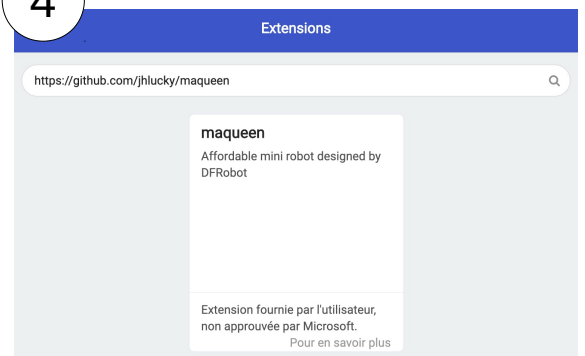 4
Extensions
https://github.com/jhlucky/maqueen
maqueen
Affordable mini robot designed by
DFRobot
Extension fournie par l'utilisateur,
non approuvée par Microsoft.
Pour en savoir plus